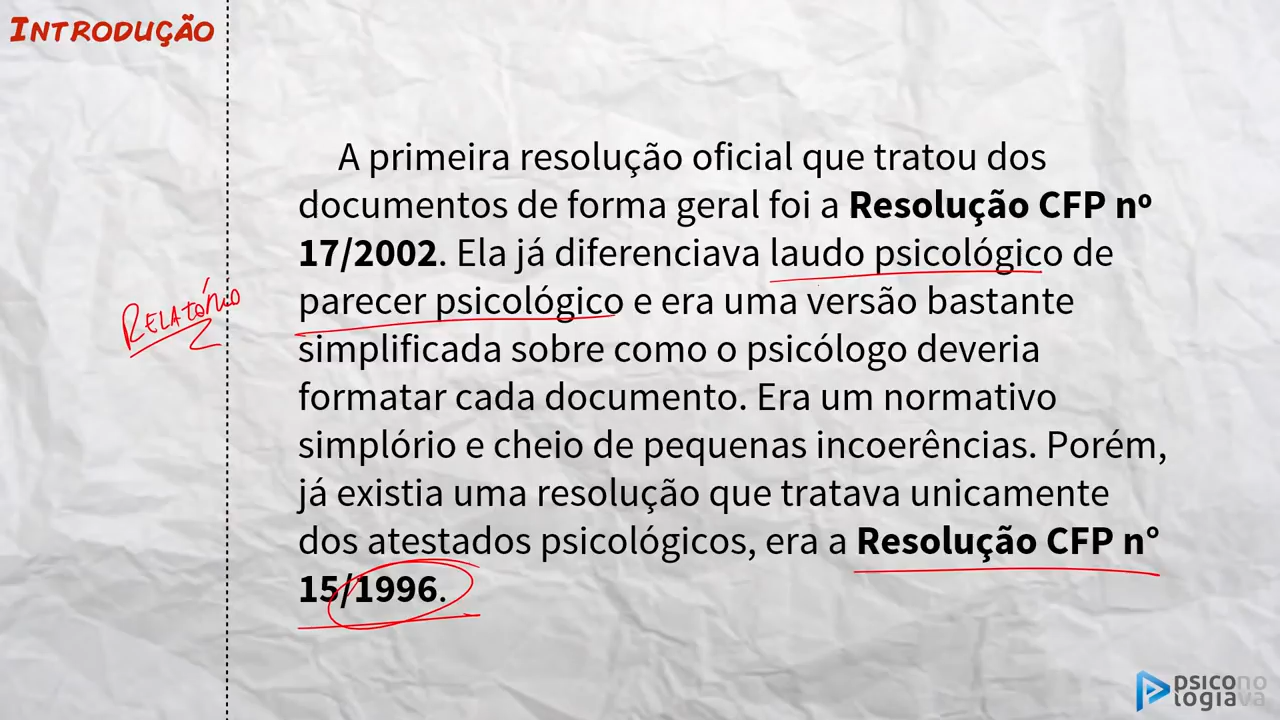 INTRODUÇÃO
A primeira resolução oficial que tratou dos
documentos de forma geral foi a Resolução CFP nº
17/2002. Ela já diferenciava laudo psicológico de
parecer psicológico e era uma versão bastante
simplificada sobre como o psicólogo deveria
formatar cada documento. Era um normativo
simplório e cheio de pequenas incoerências. Porém,
já existia uma resolução que tratava unicamente
dos atestados psicológicos, era a Resolução CFP n°
15/1996.
RELATÓRIO
psicono
logiava